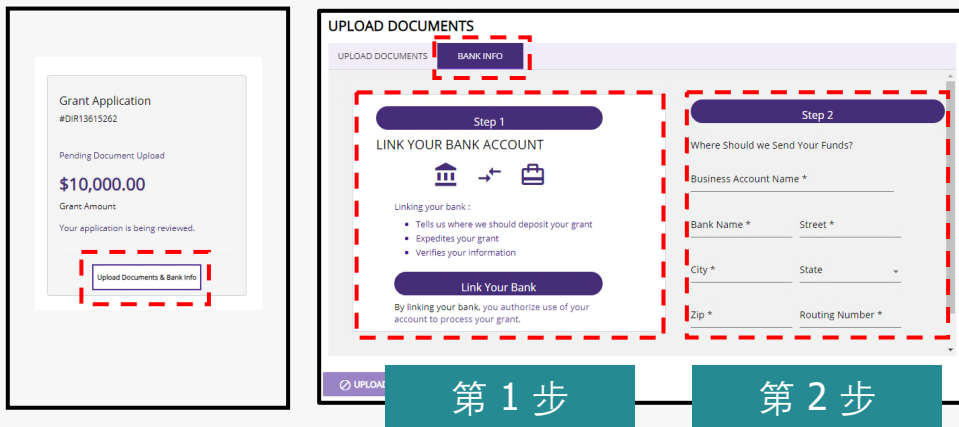 Grant Application
#DIR13615262
Pending Document Upload
$10,000.00
Grant Amount
Your application is being reviewed.
Upload Documents & Bank Info
UPLOAD DOCUMENTS
UPLOAD DOCUMENTS
BANK INFO
Step 1
LINK YOUR BANK ACCOUNT
Linking your bank :
• Tells us where we should deposit your grant
• Expedites your grant
• Verifies your information
Link Your Bank
By linking your bank, you authorize use of your
account to process your grant.
Step 2
Where Should we Send Your Funds?
Business Account Name *
Bank Name * Street *
City * State
Zip * Routing Number *
第 1 步
第 2 步